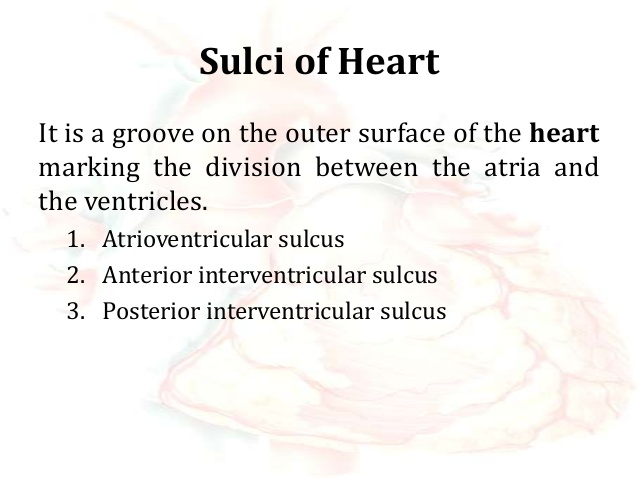 Sulci of Heart
It is a groove on the outer surface of the heart
marking the division between the atria and
the ventricles.
1. Atrioventricular sulcus
2. Anterior interventricular sulcus
3. Posterior interventricular sulcus